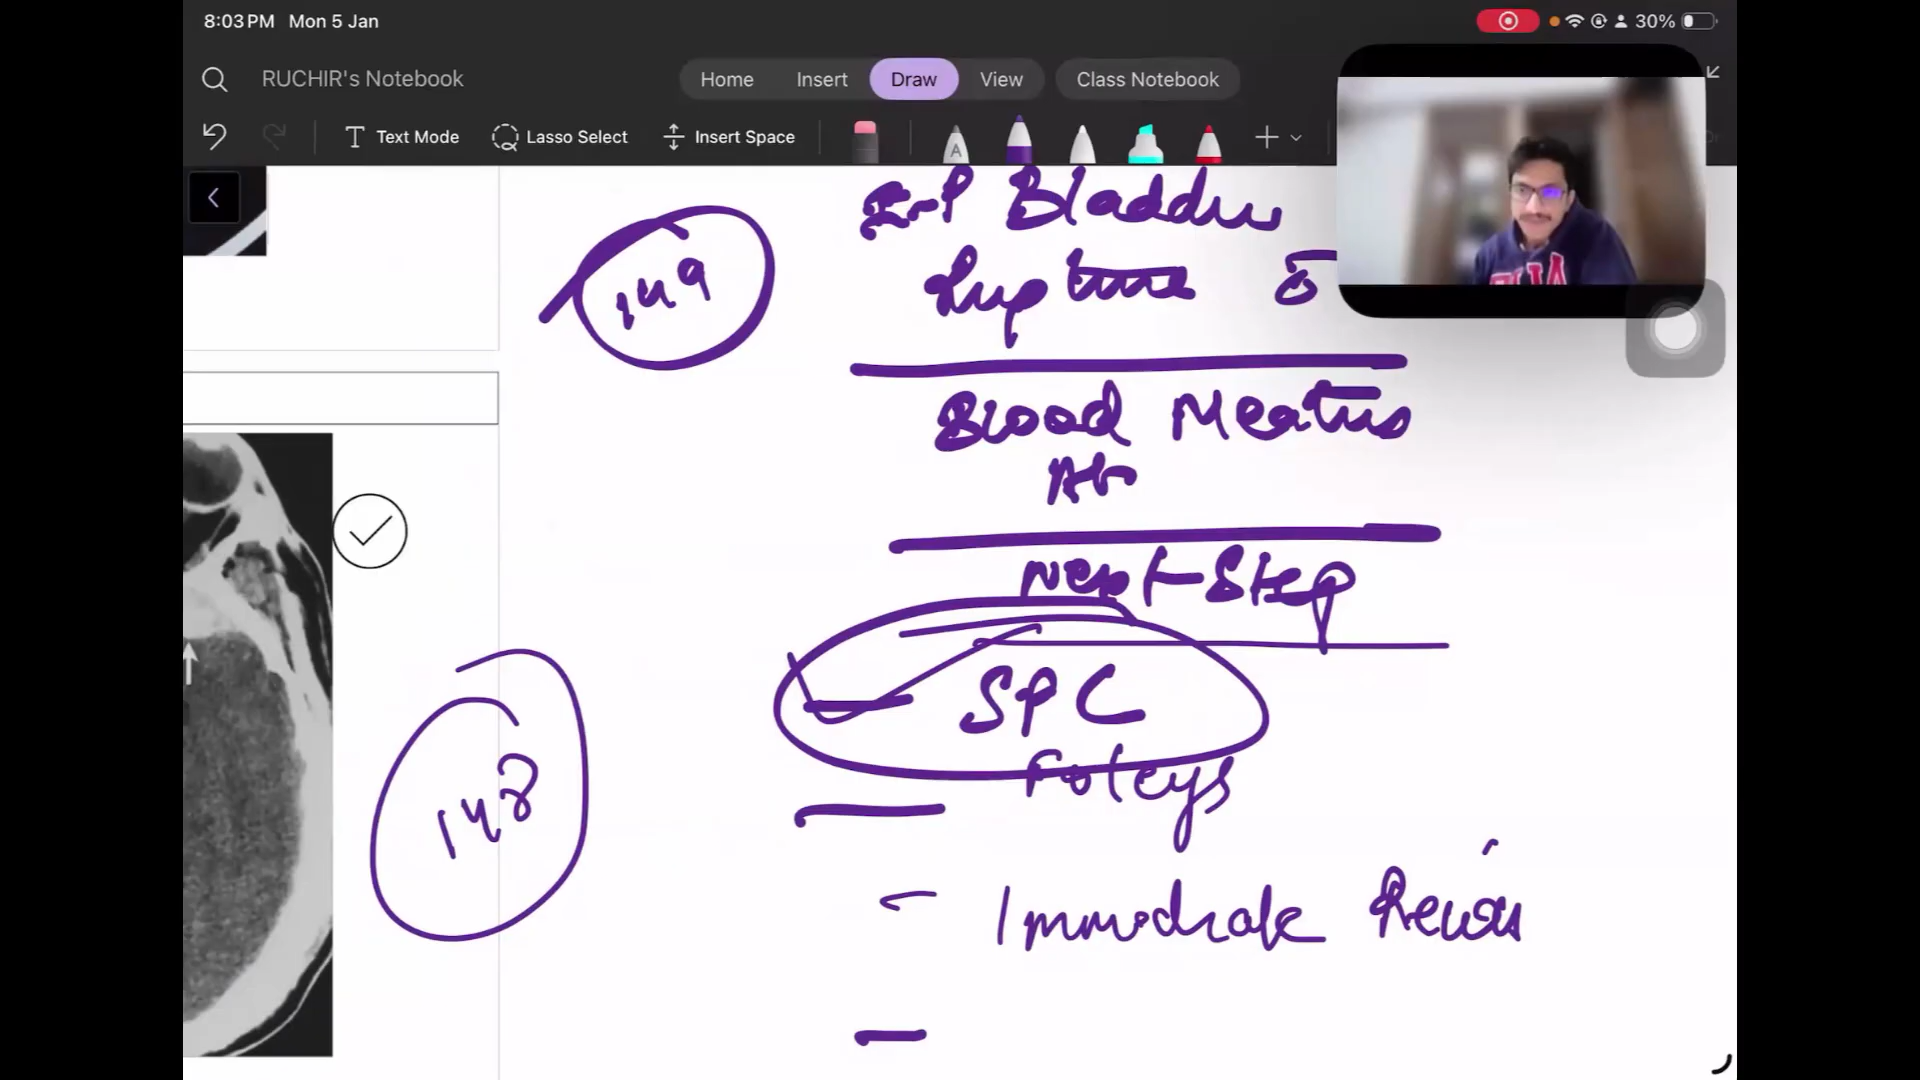 8:03 PM Mon 5 Jan
30%
RUCHIR's Notebook
Home Insert Draw View Class Notebook
Text Mode Lasso Select Insert Space
I-P Bladder
Rupture
149
Blood Meatus
At
Next Step
SPC
Foleys
148
Immediate